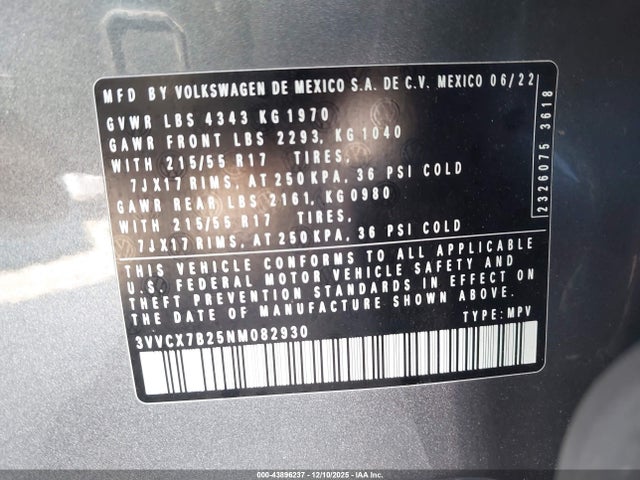 MFD BY VOLKSWAGEN DE MEXICO S.A. DE C.V. MEXICO 06/22
GVWR LBS 4343 KG 1970
GAWR FRONT LBS 2293, KG 1040
WITH 215/55 R17 TIRES,
7JX17 RIMS, AT 250 KPA, 36 PSI COLD
GAWR REAR LBS 2161, KG 0980
WITH 215/55 R17 TIRES,
7JX17 RIMS, AT 250 KPA, 36 PSI COLD
THIS VEHICLE CONFORMS TO ALL APPLICABLE
U.S. FEDERAL MOTOR VEHICLE SAFETY AND
THEFT PREVENTION STANDARDS IN EFFECT ON
THE DATE OF MANUFACTURE SHOWN ABOVE.
3VVCX7B25NM082930 TYPE: MPV
2326075 3618
000-43896237 - 12/10/2025 - IAA Inc.